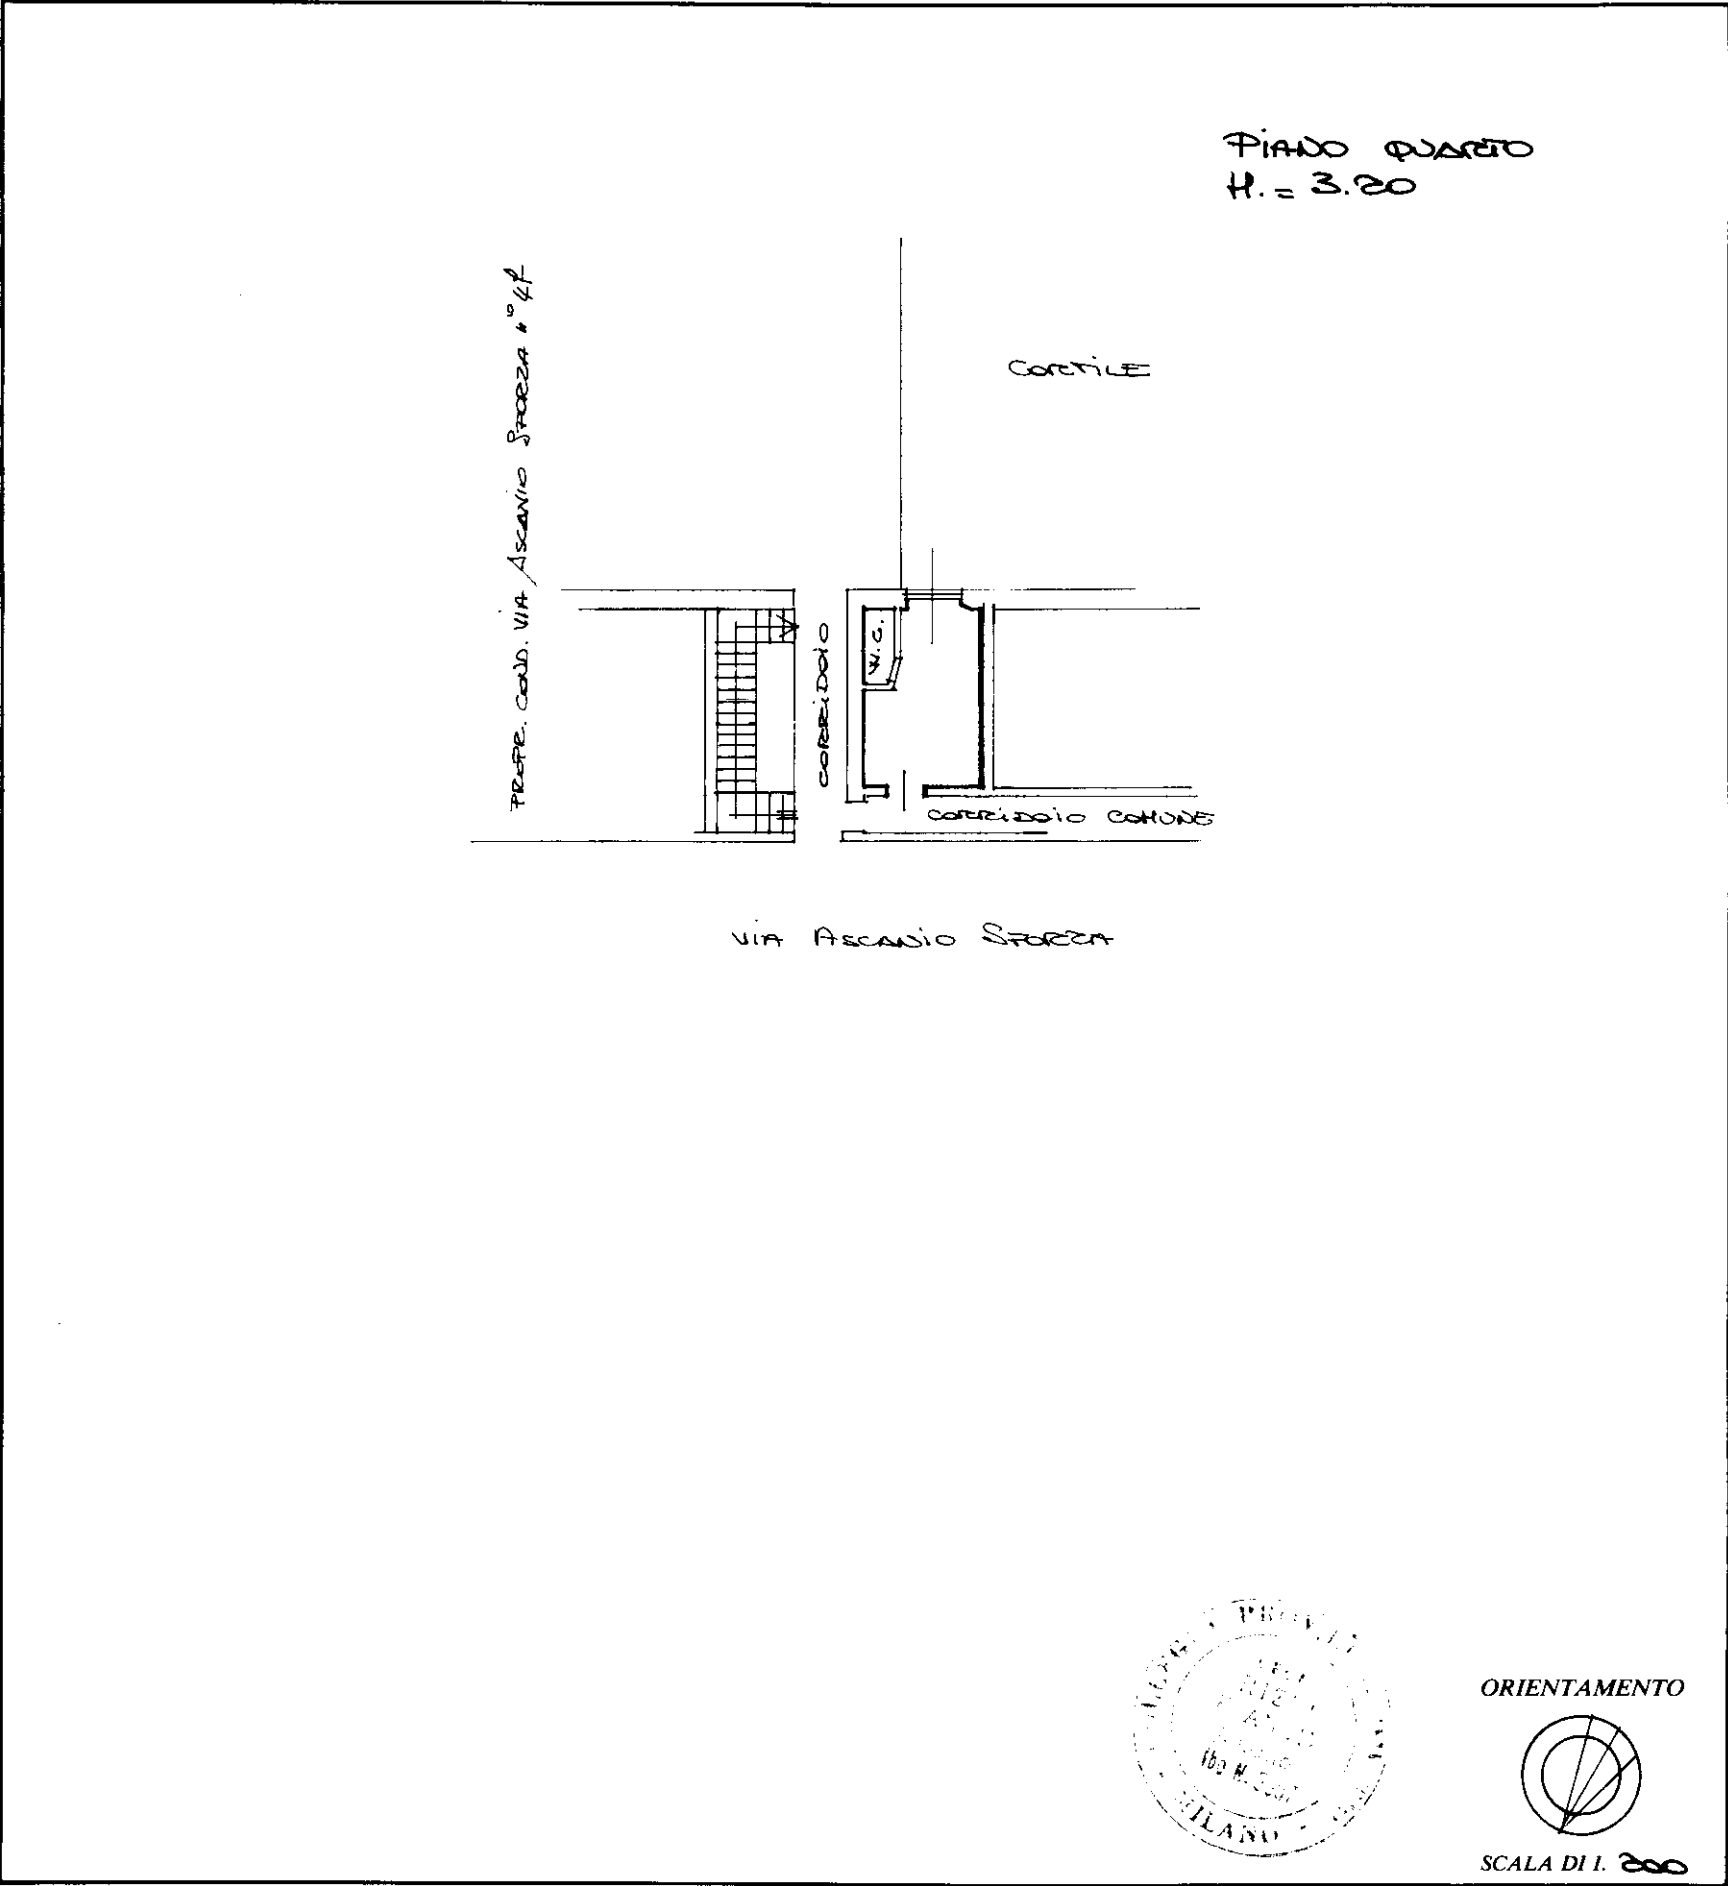 PIANO QUARTO
H. = 3.20
PROPR. COND. VIA ASCANIO SFORZA N°
CORTILE
W.C.
CORRIDOIO
CORRIDOIO COMUNE
VIA ASCANIO SFORZA
MILANO
ORIENTAMENTO
SCALA DI 1. 200